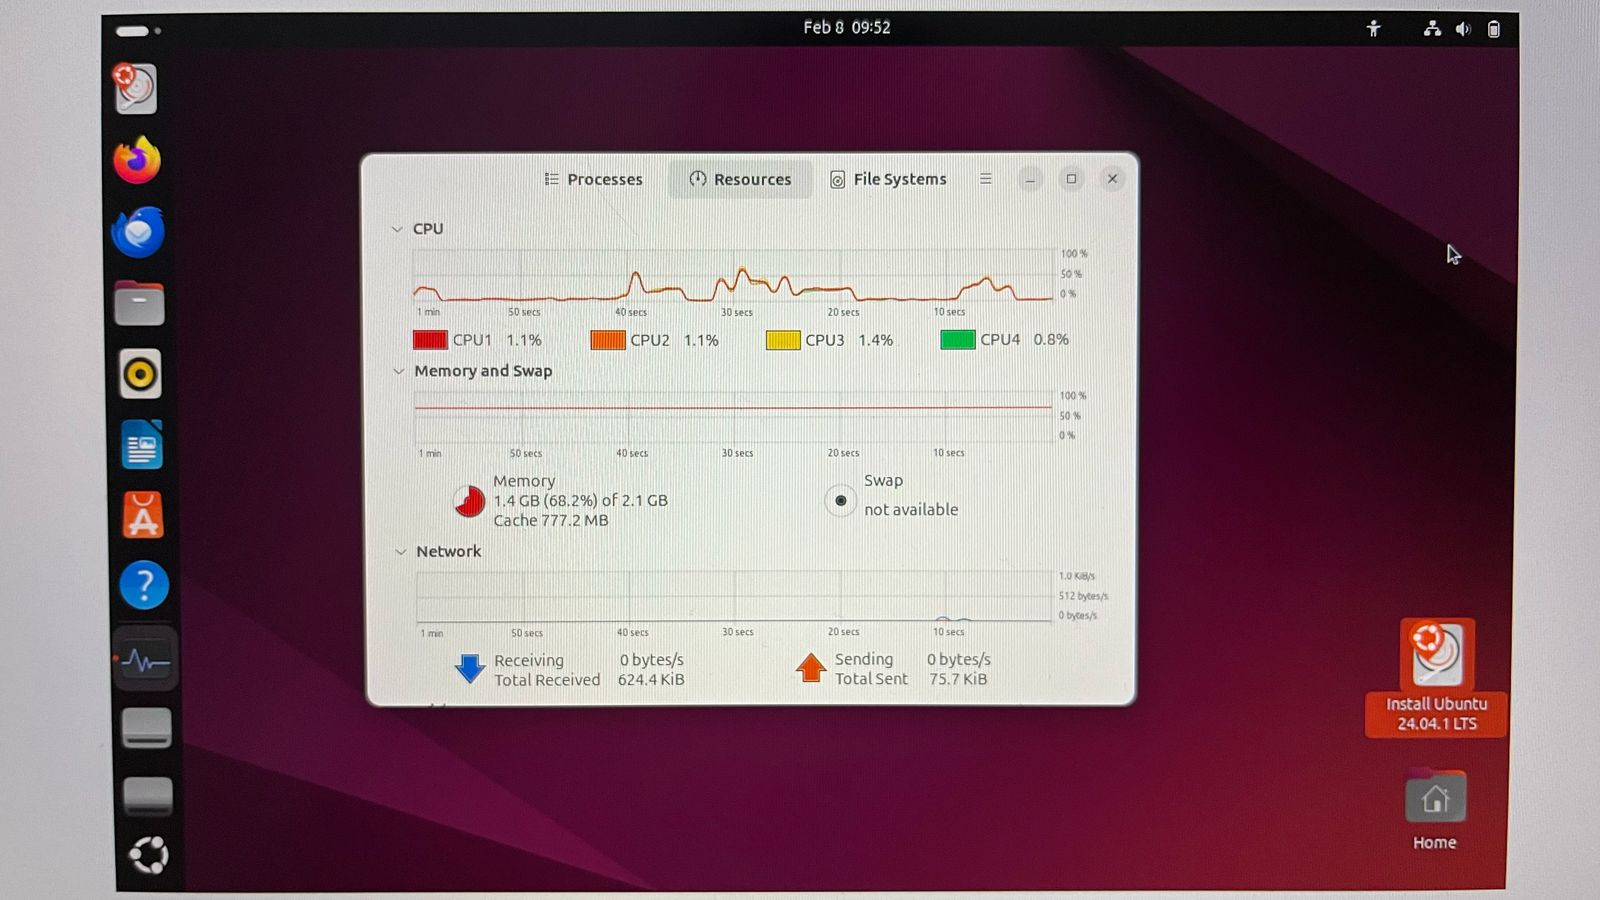 Feb 8 09:52
Processes
Resources
File Systems
CPU
100 %
50 %
0 %
1 min 50 secs 40 secs 30 secs 20 secs 10 secs
CPU1 1.1% CPU2 1.1% CPU3 1.4% CPU4 0.8%
Memory and Swap
100 %
50 %
0 %
1 min 50 secs 40 secs 30 secs 20 secs 10 secs
Memory
1.4 GB (68.2%) of 2.1 GB
Cache 777.2 MB
Swap
not available
Network
1.0 KiB/s
512 bytes/s
0 bytes/s
1 min 50 secs 40 secs 30 secs 20 secs 10 secs
Receiving 0 bytes/s
Total Received 624.4 KiB
Sending 0 bytes/s
Total Sent 75.7 KiB
Install Ubuntu
24.04.1 LTS
Home